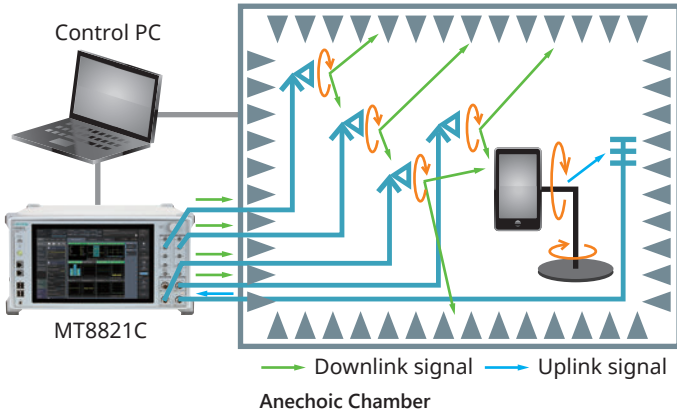 Control PC
MT8821C
Downlink signal
Uplink signal
Anechoic Chamber